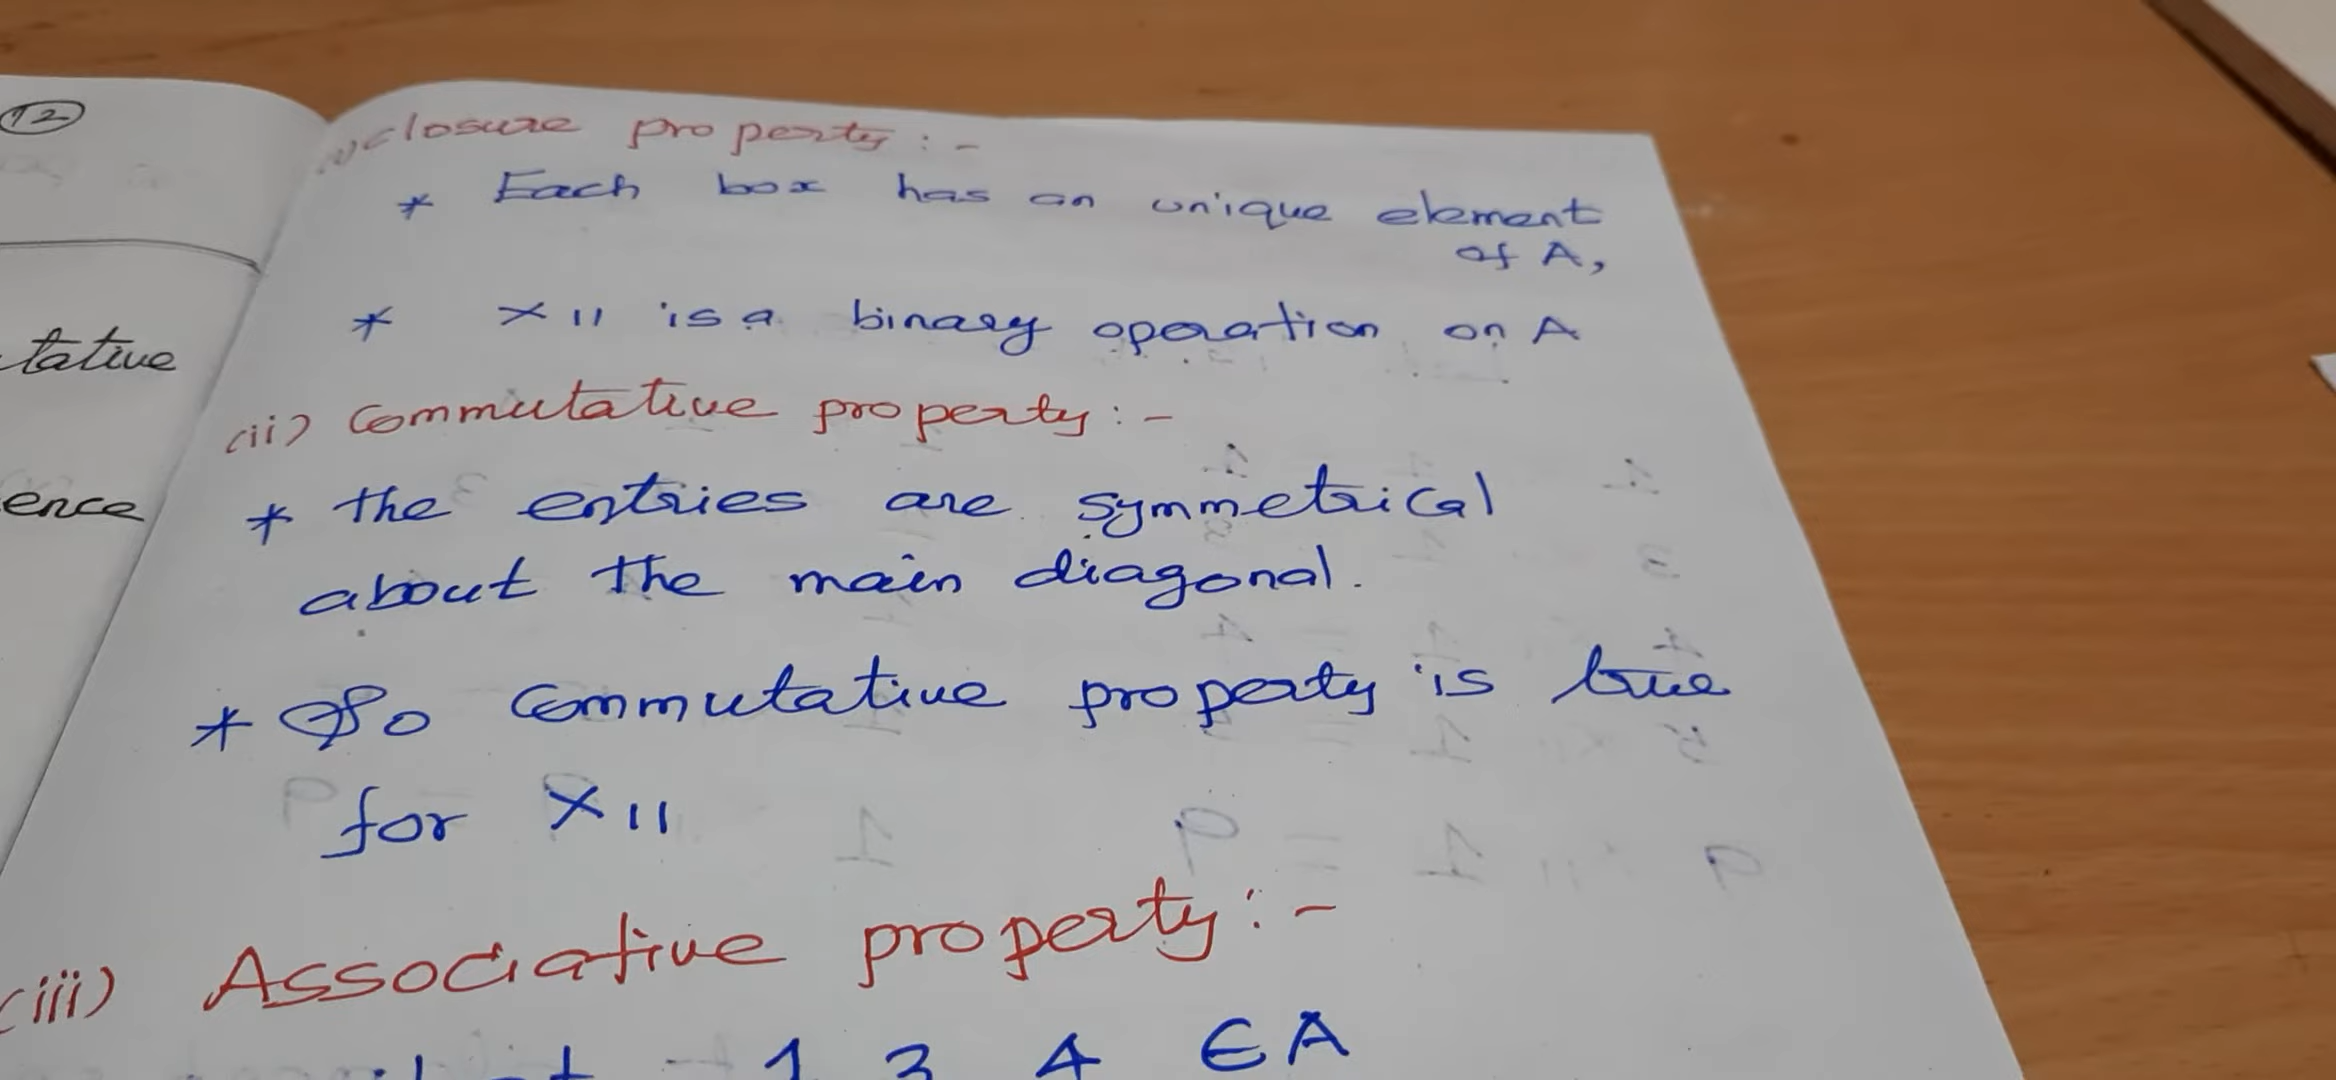 12
tative
ence
(i) closure property :-
* Each box has an unique element
of A,
* ×11 is a binary operation on A
(ii) Commutative property :-
* the entries are symmetrical
about the main diagonal.
* So commutative property is true
for ×11
(iii) Associative property :-
1 3 4 ∈ A